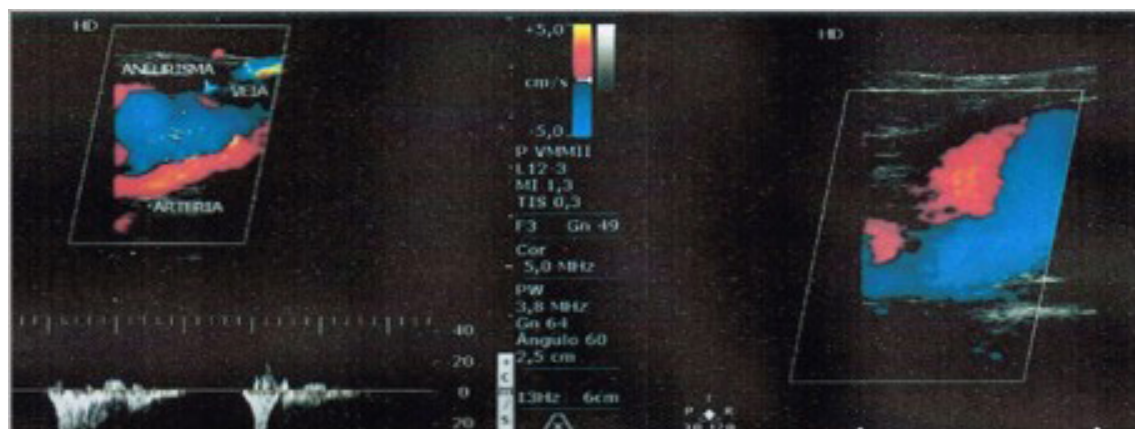 HD
ANEURISMA
VEIA
ARTERIA
40
20
0
20
+5,0
cm/s
-5,0
P VMMII
L12-3
MI 1,3
TIS 0,3
F3 Gn 49
Cor
5,0 MHz
PW
3,8 MHz
Gn 64
Ângulo 60
2,5 cm
13Hz 6cm
HD
P R